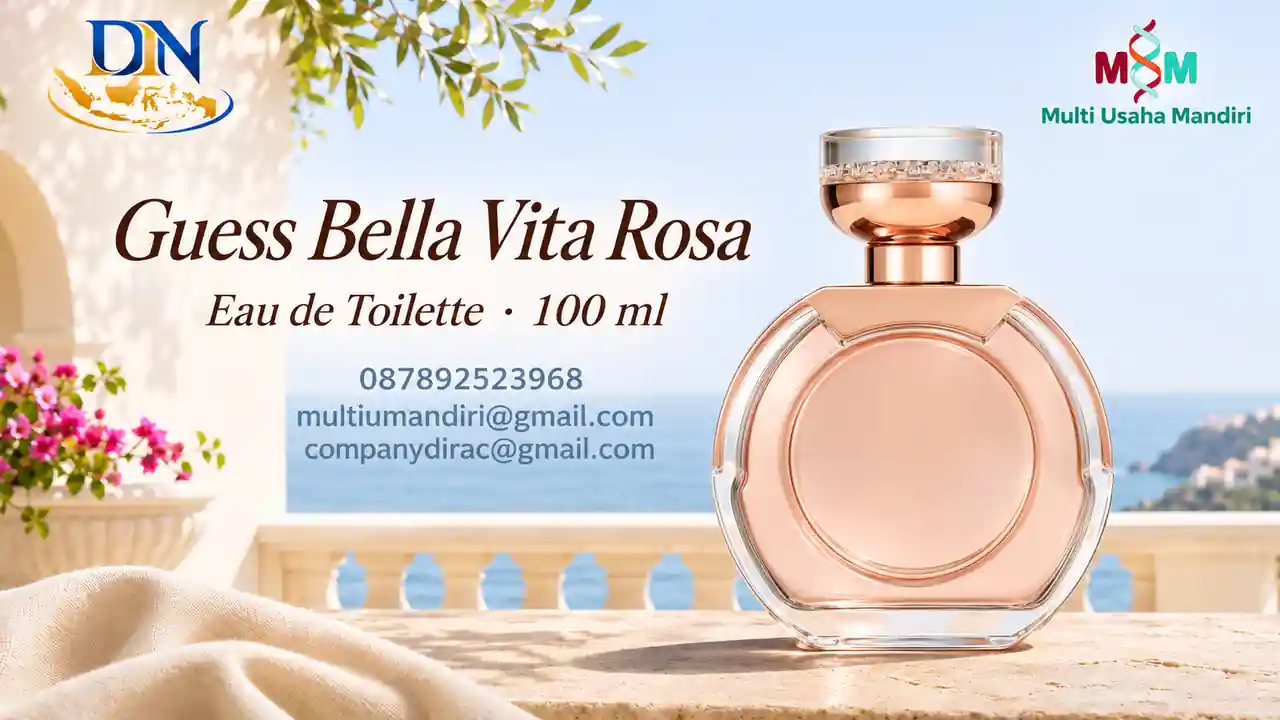 DN
M8M
Multi Usaha Mandiri
Guess Bella Vita Rosa
Eau de Toilette · 100 ml
087892523968
multiumandiri@gmail.com
companydirac@gmail.com